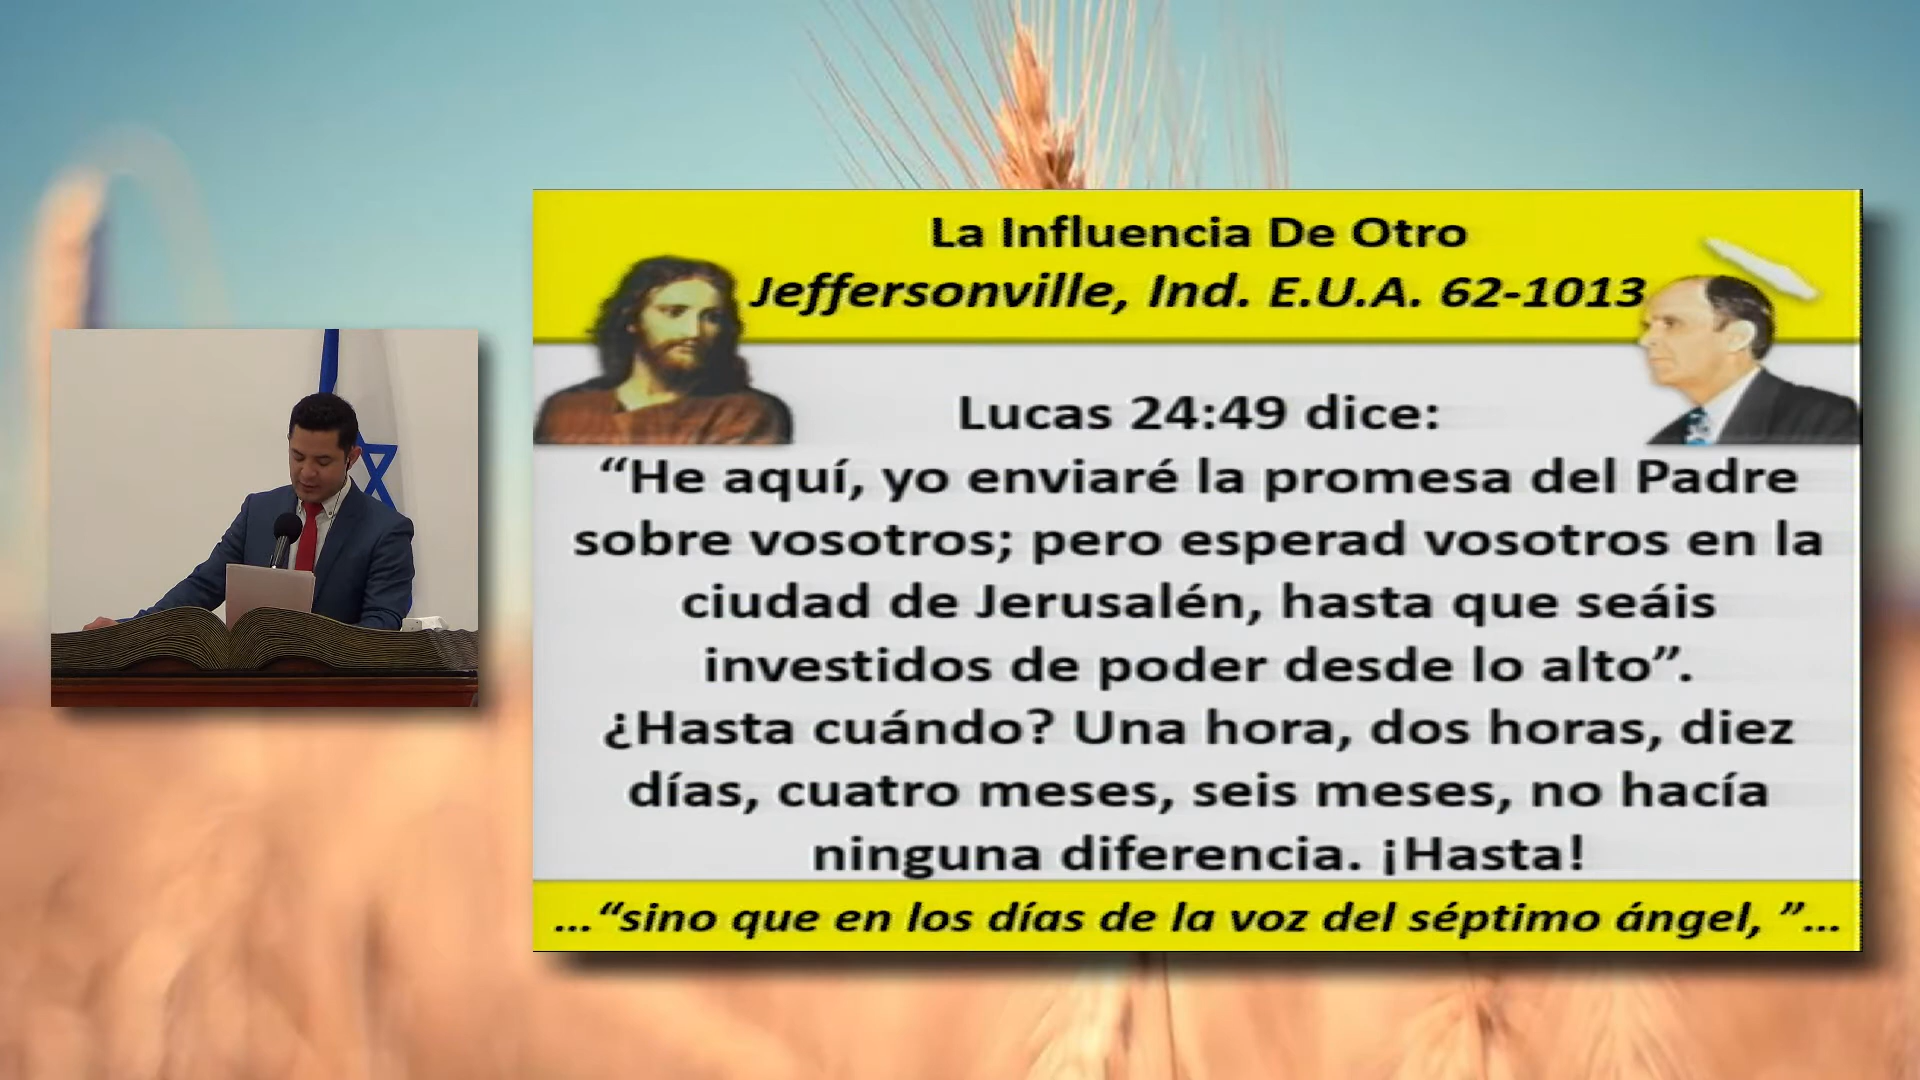 La Influencia De Otro
Jeffersonville, Ind. E.U.A. 62-1013
Lucas 24:49 dice:
“He aquí, yo enviaré la promesa del Padre
sobre vosotros; pero esperad vosotros en la
ciudad de Jerusalén, hasta que seáis
investidos de poder desde lo alto”.
¿Hasta cuándo? Una hora, dos horas, diez
días, cuatro meses, seis meses, no hacía
ninguna diferencia. ¡Hasta!
...“sino que en los días de la voz del séptimo ángel, ”...